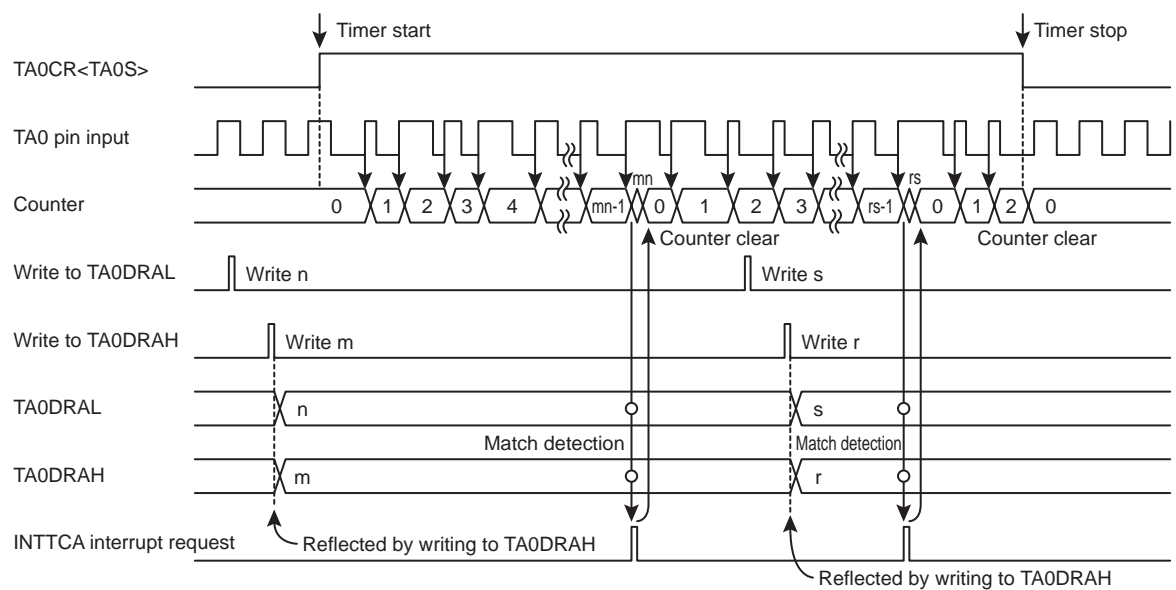 Timer start Timer stop
TA0CR<TA0S>
TA0 pin input
mn rs
Counter 0 1 2 3 4 mn-1 0 1 2 3 rs-1 0 1 2 0
Counter clear Counter clear
Write to TA0DRAL Write n Write s
Write to TA0DRAH Write m Write r
TA0DRAL n s
Match detection Match detection
TA0DRAH m r
INTTCA interrupt request Reflected by writing to TA0DRAH
Reflected by writing to TA0DRAH